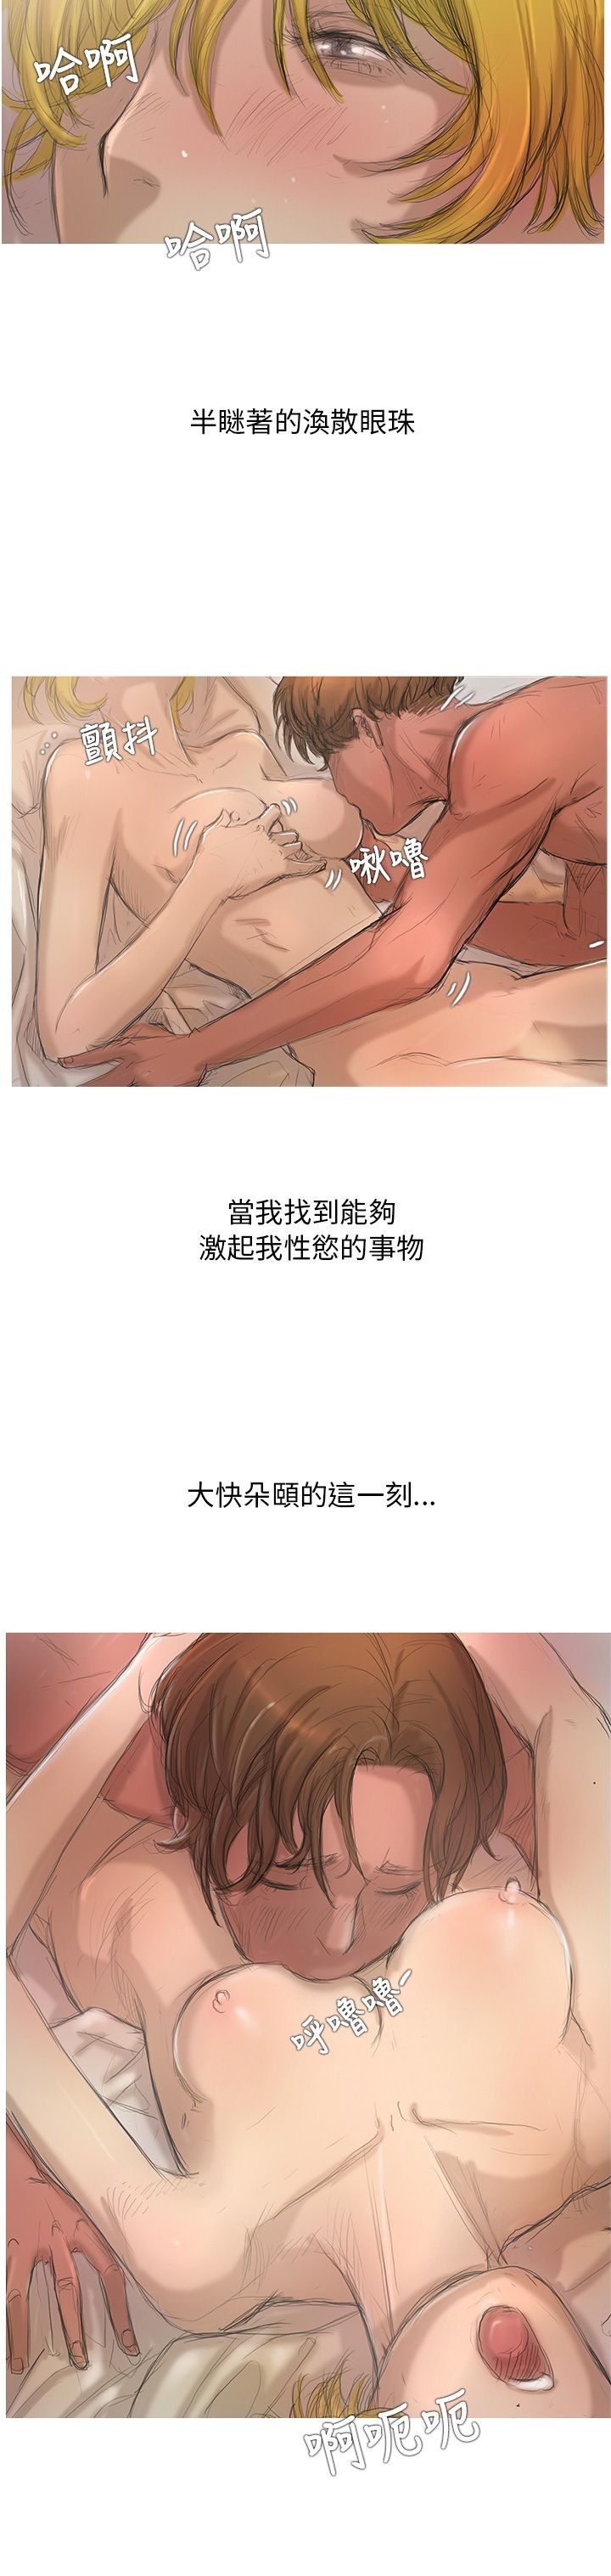 哈啊
哈啊
半瞇著的渙散眼珠
顫抖
啾嚕
當我找到能夠
激起我性慾的事物
大快朵頤的這一刻...
呼嚕嚕~
啊呃呃